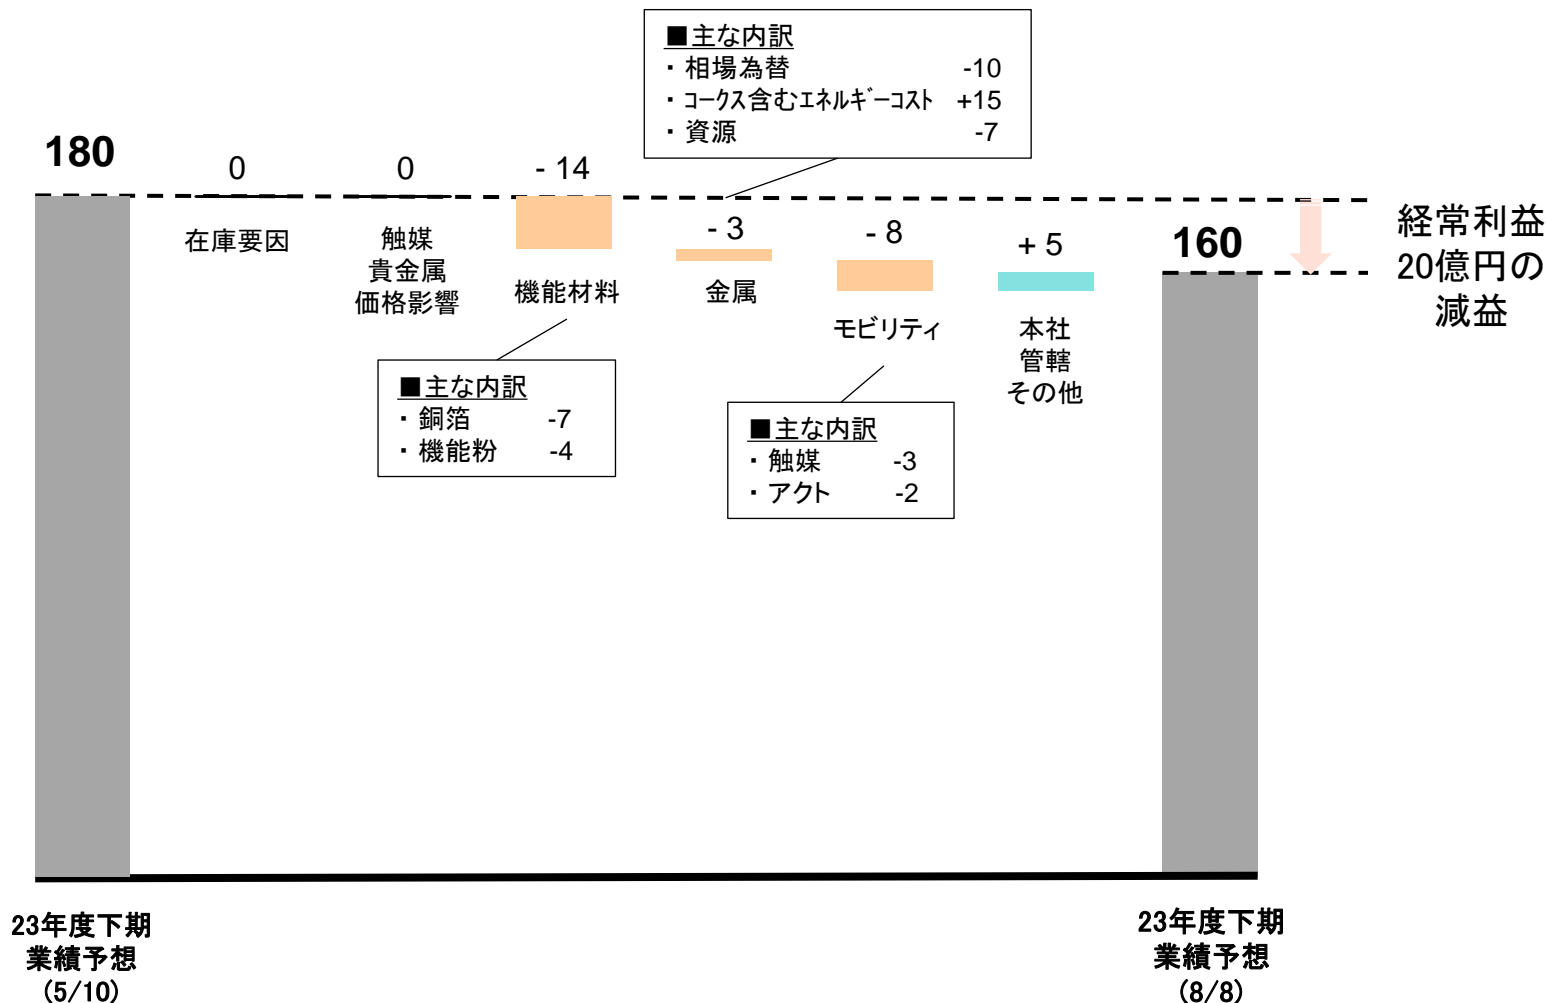 ■主な内訳
・相場為替 -10
・コークス含むエネルギーコスト +15
・資源 -7
180
0
0
- 14
- 3
- 8
+ 5
160
在庫要因
触媒
貴金属
価格影響
機能材料
金属
モビリティ
本社
管轄
その他
経常利益
20億円の
減益
■主な内訳
・銅箔 -7
・機能粉 -4
■主な内訳
・触媒 -3
・アクト -2
23年度下期
業績予想
(5/10)
23年度下期
業績予想
(8/8)